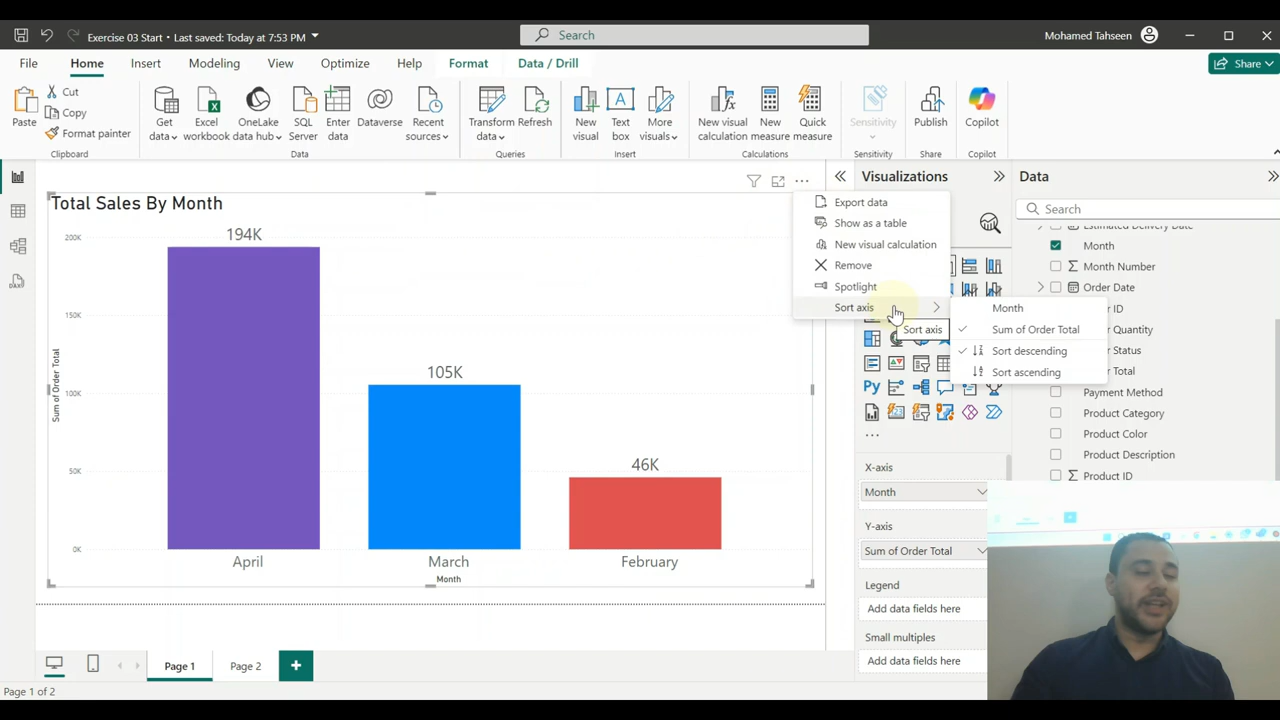 Exercise 03 Start • Last saved: Today at 7:53 PM
Search
Mohamed Tahseen
File
Home
Insert
Modeling
View
Optimize
Help
Format
Data / Drill
Share
Paste
Cut
Copy
Format painter
Clipboard
Get data
Excel workbook
OneLake data hub
SQL Server
Enter data
Dataverse
Recent sources
Data
Transform data
Refresh
Queries
New visual
Text box
More visuals
Insert
New visual calculation
New measure
Quick measure
Calculations
Sensitivity
Sensitivity
Publish
Share
Copilot
Copilot
Total Sales By Month
200K
150K
100K
50K
0K
Sum of Order Total
194K
105K
46K
April
March
February
Month
Export data
Show as a table
New visual calculation
Remove
Spotlight
Sort axis
Sort axis
Month
Sum of Order Total
Sort descending
Sort ascending
Visualizations
Py
X-axis
Month
Y-axis
Sum of Order Total
Legend
Add data fields here
Small multiples
Add data fields here
Data
Search
Estimated Delivery Date
Month
Month Number
Order Date
ID
Quantity
Status
Total
Payment Method
Product Category
Product Color
Product Description
Product ID
Page 1
Page 2
Page 1 of 2